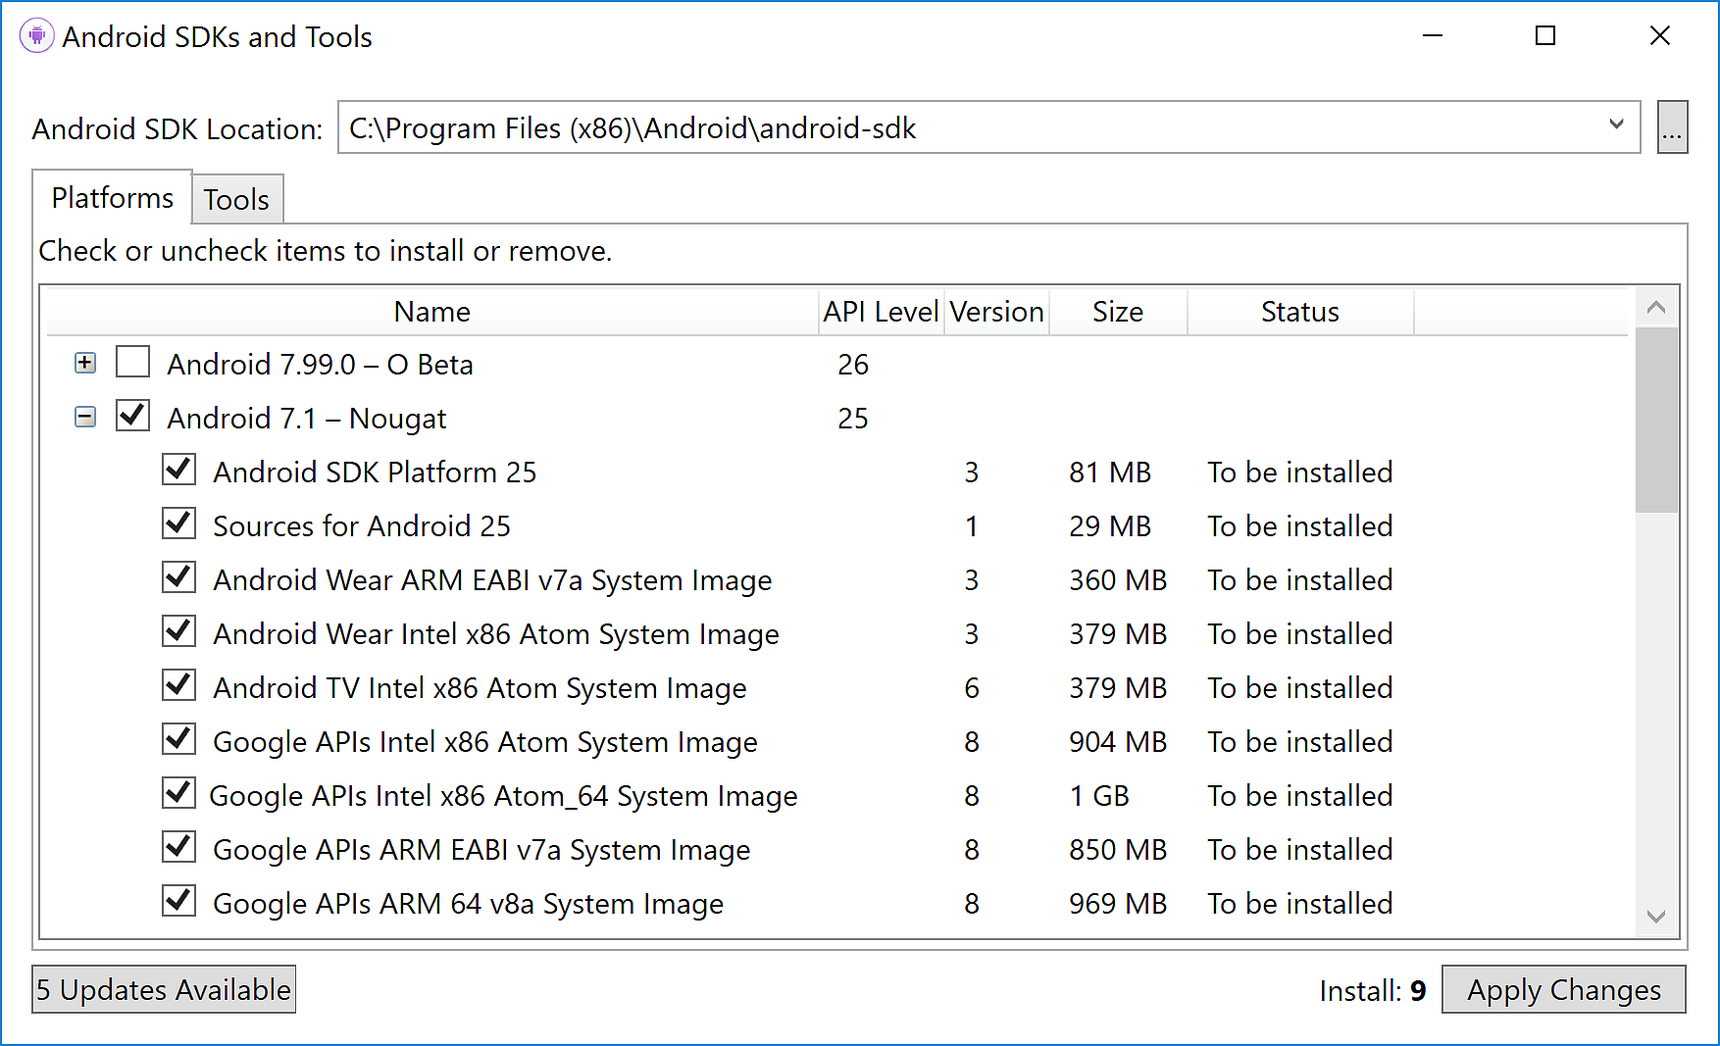 Android SDKs and Tools
Android SDK Location: C:\Program Files (x86)\Android\android-sdk ...
Platforms Tools
Check or uncheck items to install or remove.
Name API Level Version Size Status
Android 7.99.0 – O Beta 26
Android 7.1 – Nougat 25
Android SDK Platform 25 3 81 MB To be installed
Sources for Android 25 1 29 MB To be installed
Android Wear ARM EABI v7a System Image 3 360 MB To be installed
Android Wear Intel x86 Atom System Image 3 379 MB To be installed
Android TV Intel x86 Atom System Image 6 379 MB To be installed
Google APIs Intel x86 Atom System Image 8 904 MB To be installed
Google APIs Intel x86 Atom_64 System Image 8 1 GB To be installed
Google APIs ARM EABI v7a System Image 8 850 MB To be installed
Google APIs ARM 64 v8a System Image 8 969 MB To be installed
5 Updates Available Install: 9 Apply Changes